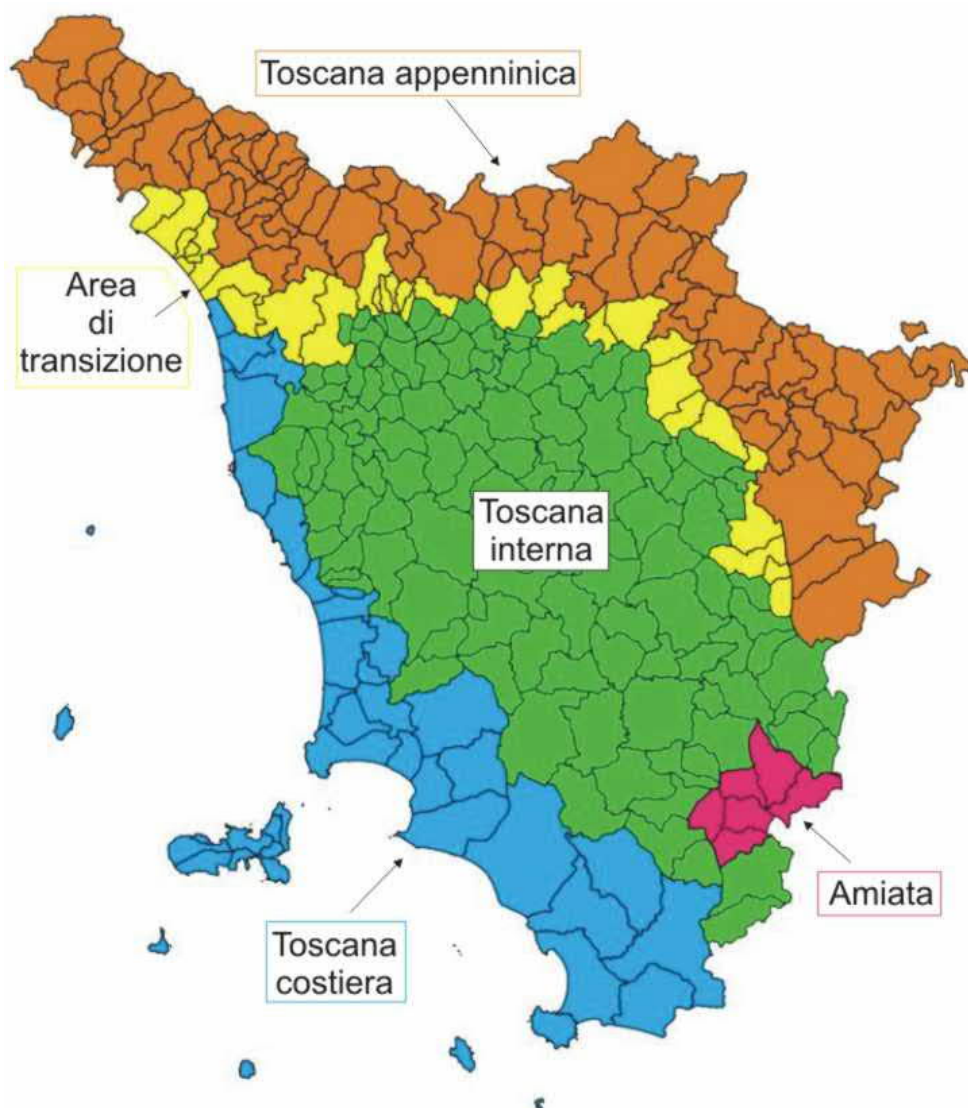 Toscana appenninica
Area
di
transizione
Toscana
interna
Amiata
Toscana
costiera